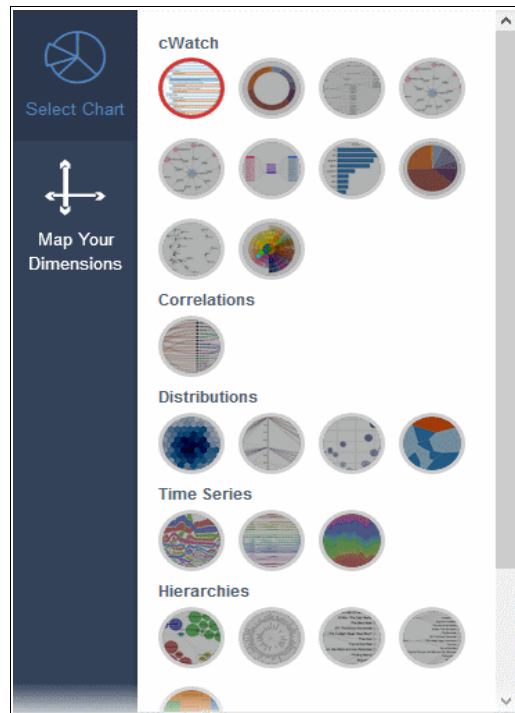 Select Chart
Map Your
Dimensions
cWatch
Correlations
Distributions
Time Series
Hierarchies